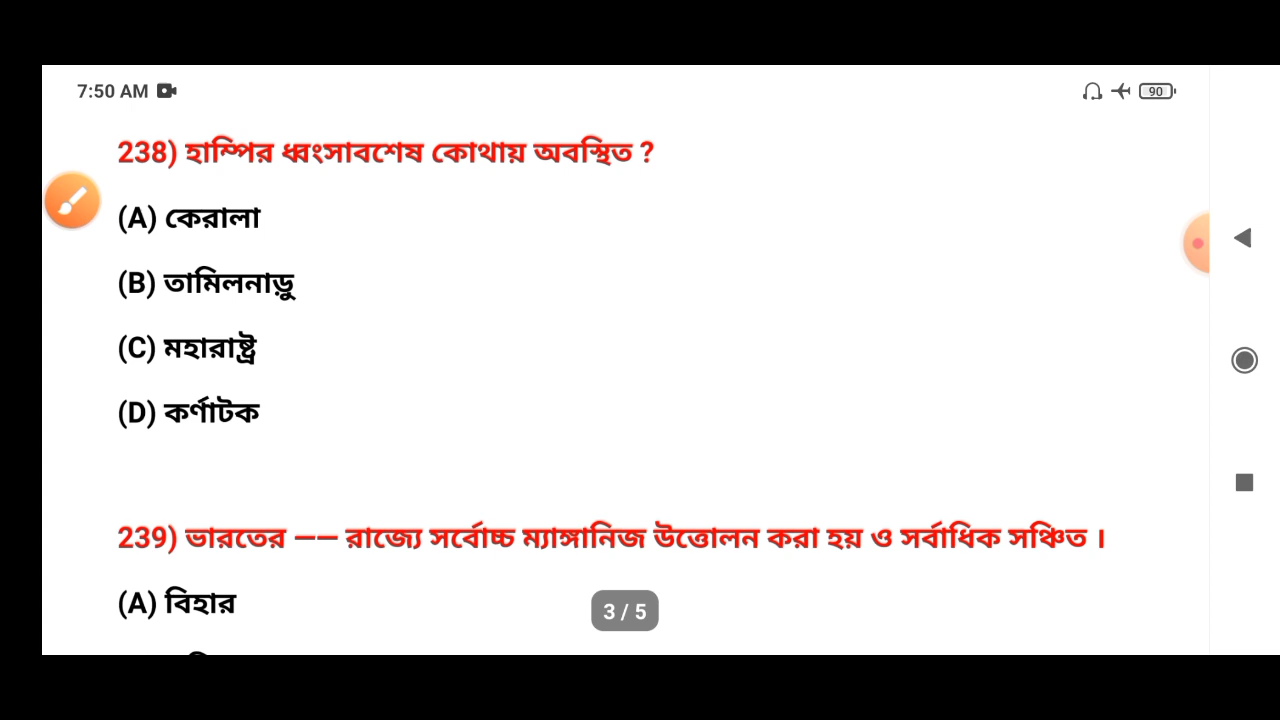 7:50 AM
90
238) হাম্পির ধ্বংসাবশেষ কোথায় অবস্থিত ?
(A) কেরালা
(B) তামিলনাড়ু
(C) মহারাষ্ট্র
(D) কর্ণাটক
239) ভারতের —— রাজ্যে সর্বোচ্চ ম্যাঙ্গানিজ উত্তোলন করা হয় ও সর্বাধিক সঞ্চিত ।
(A) বিহার
3 / 5